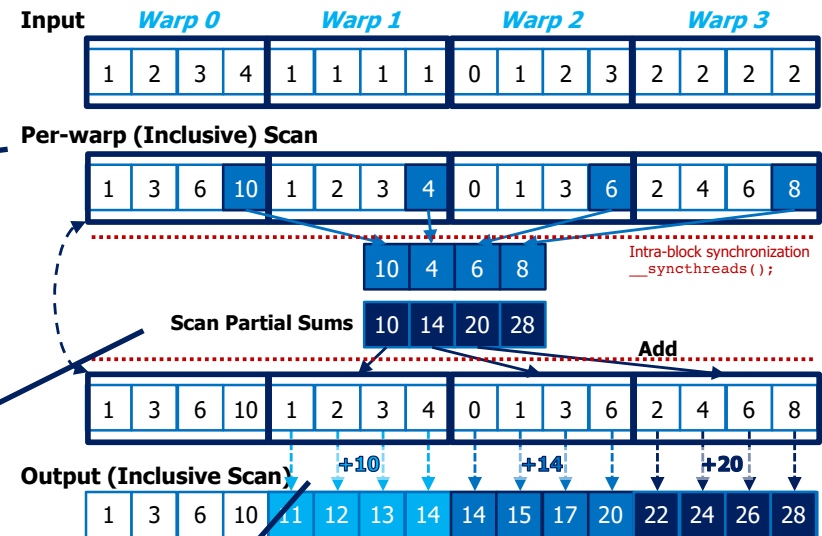 Input Warp 0 Warp 1 Warp 2 Warp 3
1 2 3 4 1 1 1 1 0 1 2 3 2 2 2 2
Per-warp (Inclusive) Scan
1 3 6 10 1 2 3 4 0 1 3 6 2 4 6 8
Intra-block synchronization
__syncthreads();
10 4 6 8
Scan Partial Sums 10 14 20 28
Add
1 3 6 10 1 2 3 4 0 1 3 6 2 4 6 8
+10 +14 +20
Output (Inclusive Scan)
1 3 6 10 11 12 13 14 14 15 17 20 22 24 26 28